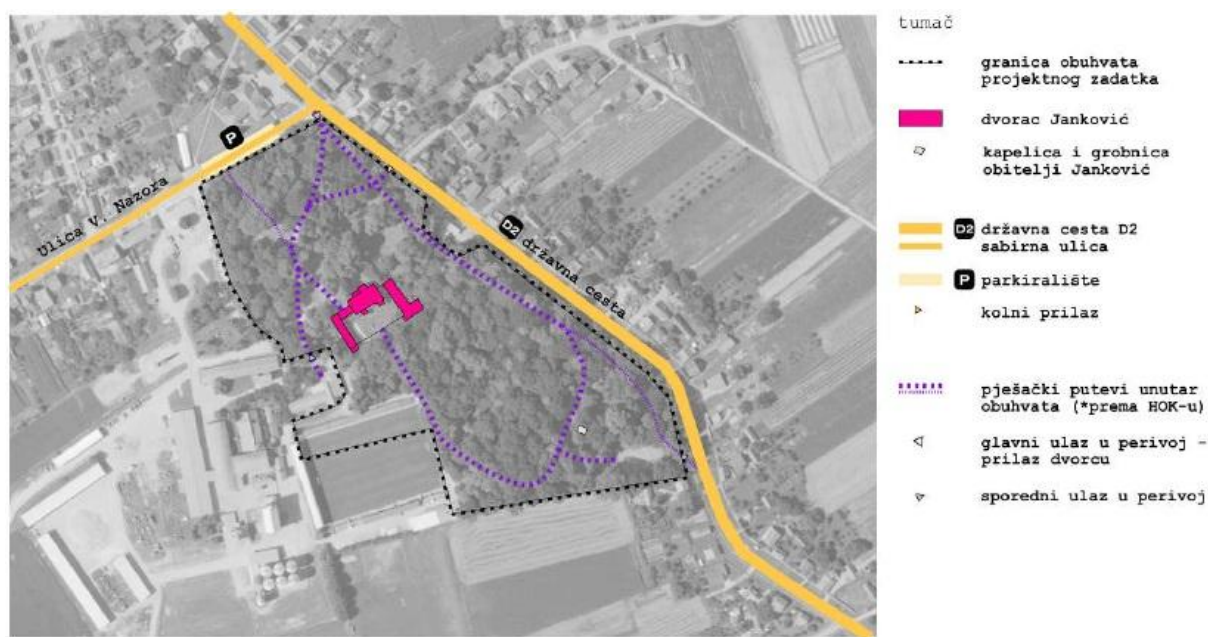 P
Ulica V. Nazora
D2 državna cesta
tumač
granica obuhvata
projektnog zadatka
dvorac Janković
kapelica i grobnica
obitelji Janković
D2 državna cesta D2
sabirna ulica
P parkiralište
kolni prilaz
pješački putevi unutar
obuhvata (*prema HOK-u)
glavni ulaz u perivoj -
prilaz dvorcu
sporedni ulaz u perivoj